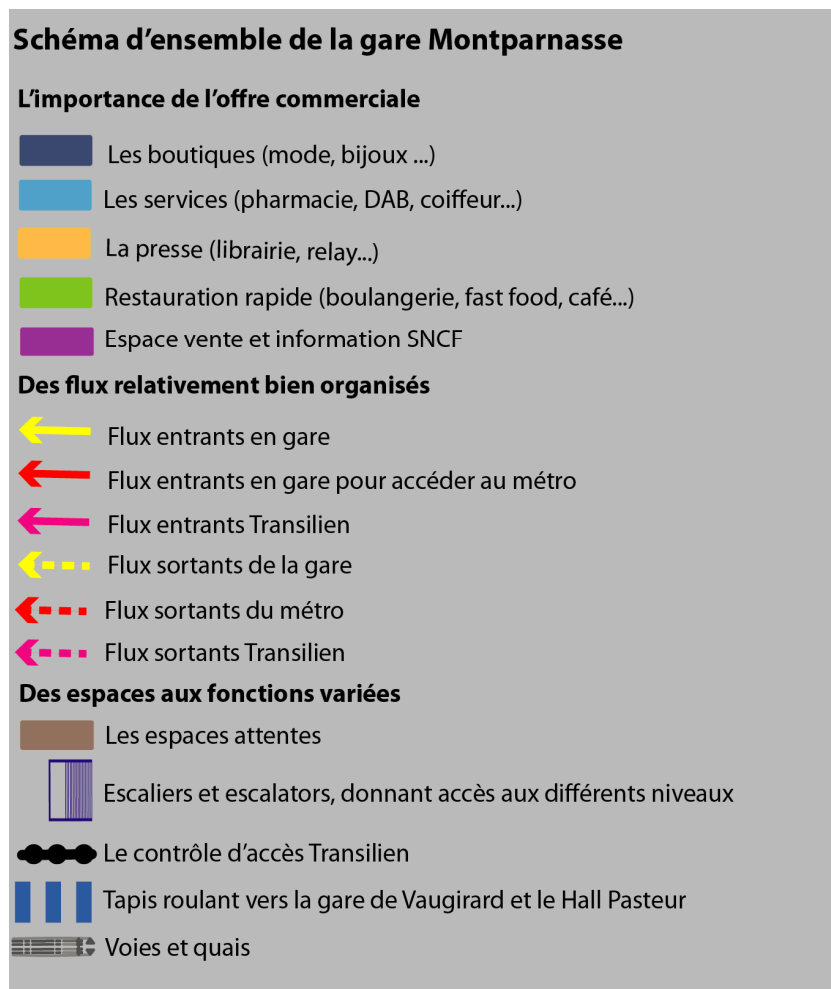 Schéma d’ensemble de la gare Montparnasse
L’importance de l’offre commerciale
Les boutiques (mode, bijoux ...)
Les services (pharmacie, DAB, coiffeur...)
La presse (librairie, relay...)
Restauration rapide (boulangerie, fast food, café...)
Espace vente et information SNCF
Des flux relativement bien organisés
Flux entrants en gare
Flux entrants en gare pour accéder au métro
Flux entrants Transilien
Flux sortants de la gare
Flux sortants du métro
Flux sortants Transilien
Des espaces aux fonctions variées
Les espaces attentes
Escaliers et escalators, donnant accès aux différents niveaux
Le contrôle d’accès Transilien
Tapis roulant vers la gare de Vaugirard et le Hall Pasteur
Voies et quais